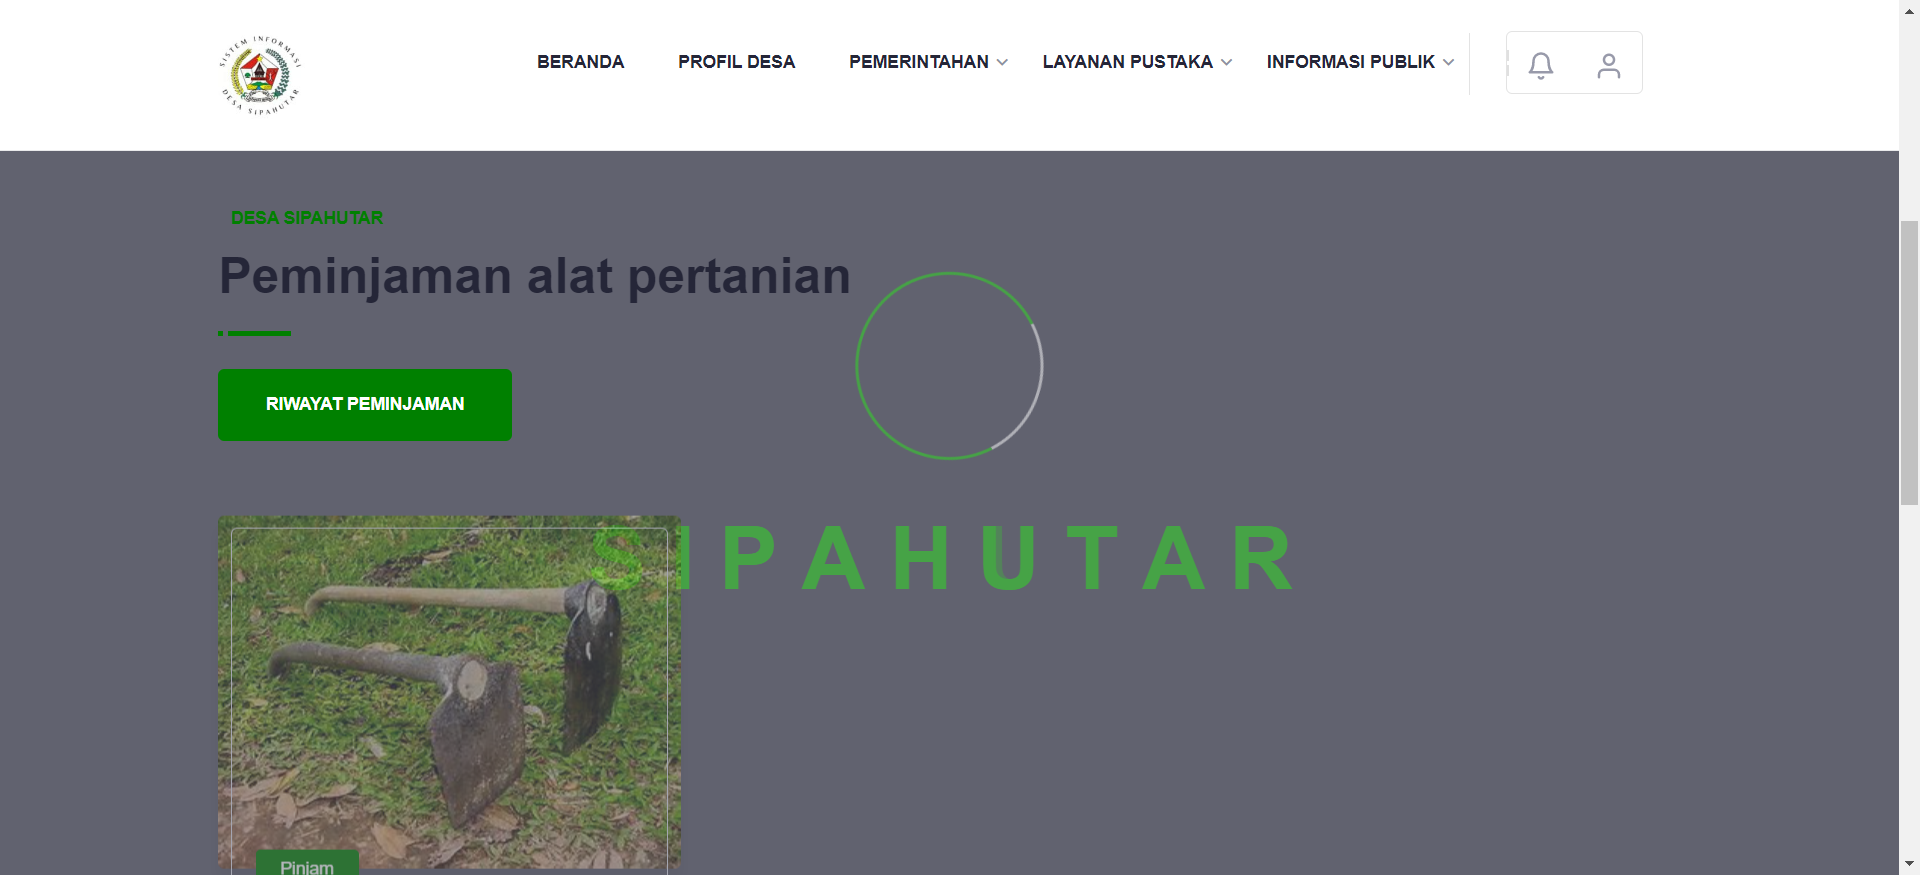 SISTEM INFORMASI
DESA SIPAHUTAR
BERANDA
PROFIL DESA
PEMERINTAHAN
LAYANAN PUSTAKA
INFORMASI PUBLIK
DESA SIPAHUTAR
Peminjaman alat pertanian
RIWAYAT PEMINJAMAN
SIPAHUTAR
Pinjam